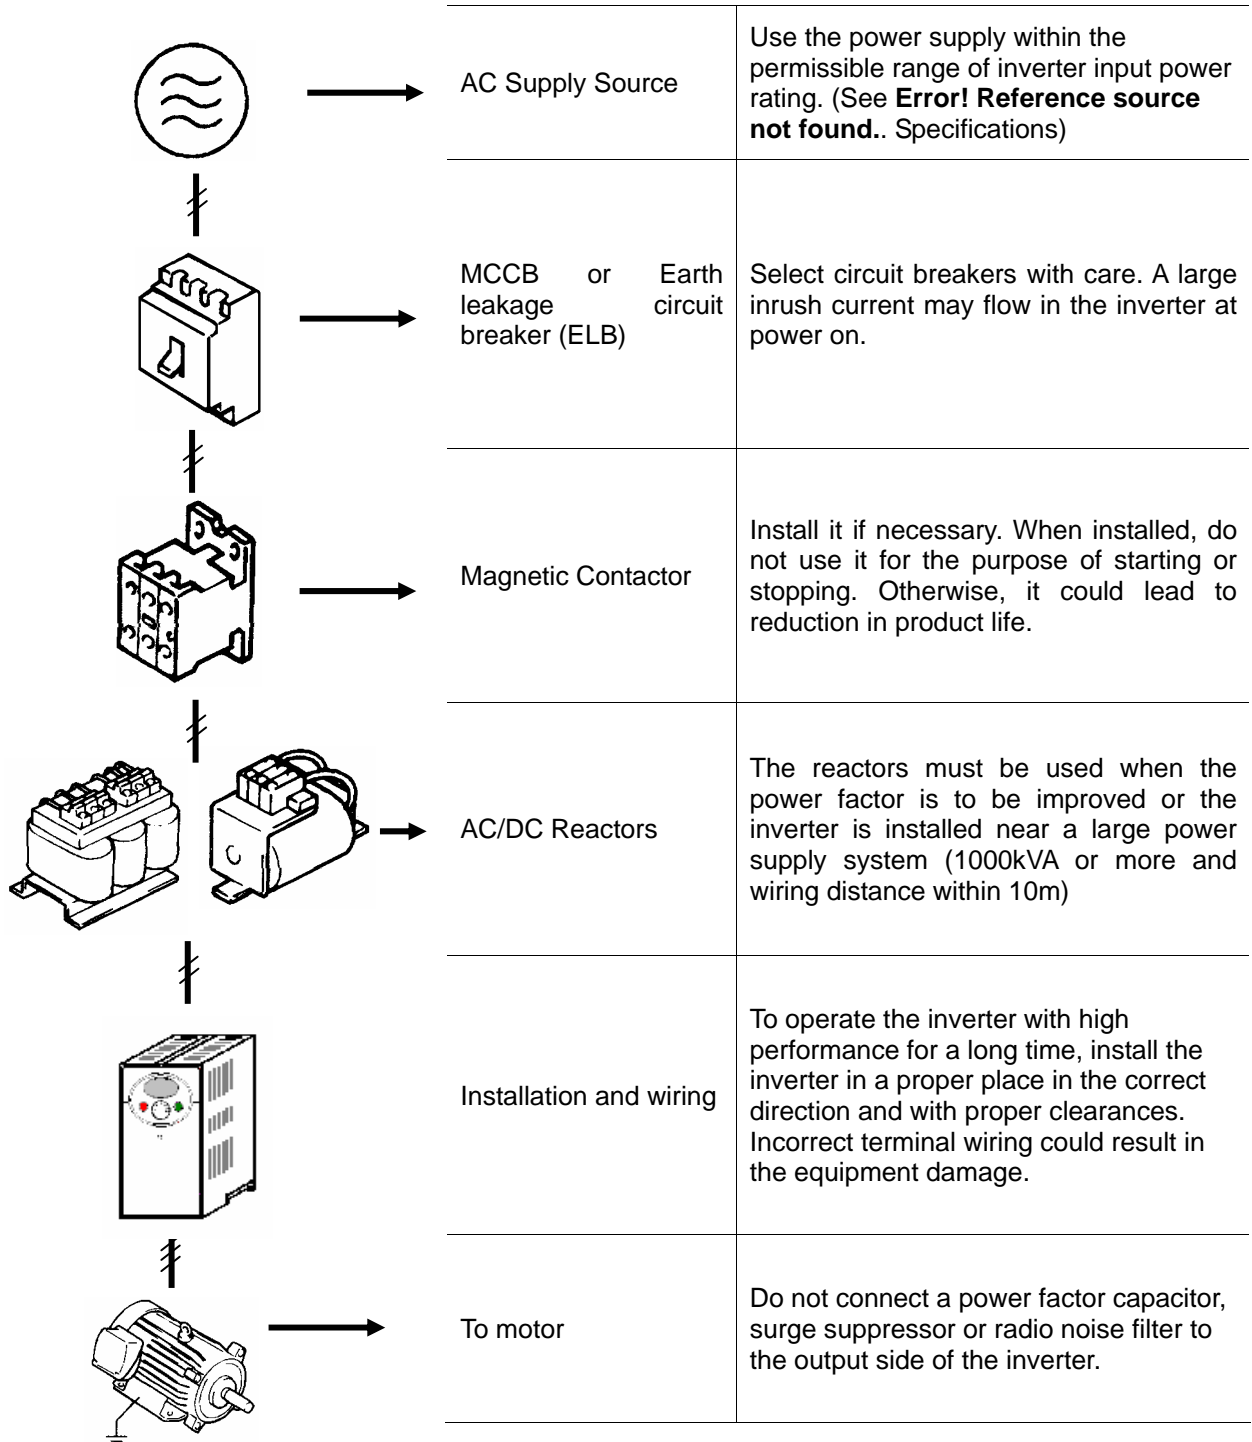 AC Supply Source
Use the power supply within the
permissible range of inverter input power
rating. (See Error! Reference source
not found.. Specifications)
MCCB or Earth
leakage circuit
breaker (ELB)
Select circuit breakers with care. A large
inrush current may flow in the inverter at
power on.
Magnetic Contactor
Install it if necessary. When installed, do
not use it for the purpose of starting or
stopping. Otherwise, it could lead to
reduction in product life.
AC/DC Reactors
The reactors must be used when the
power factor is to be improved or the
inverter is installed near a large power
supply system (1000kVA or more and
wiring distance within 10m)
Installation and wiring
To operate the inverter with high
performance for a long time, install the
inverter in a proper place in the correct
direction and with proper clearances.
Incorrect terminal wiring could result in
the equipment damage.
To motor
Do not connect a power factor capacitor,
surge suppressor or radio noise filter to
the output side of the inverter.